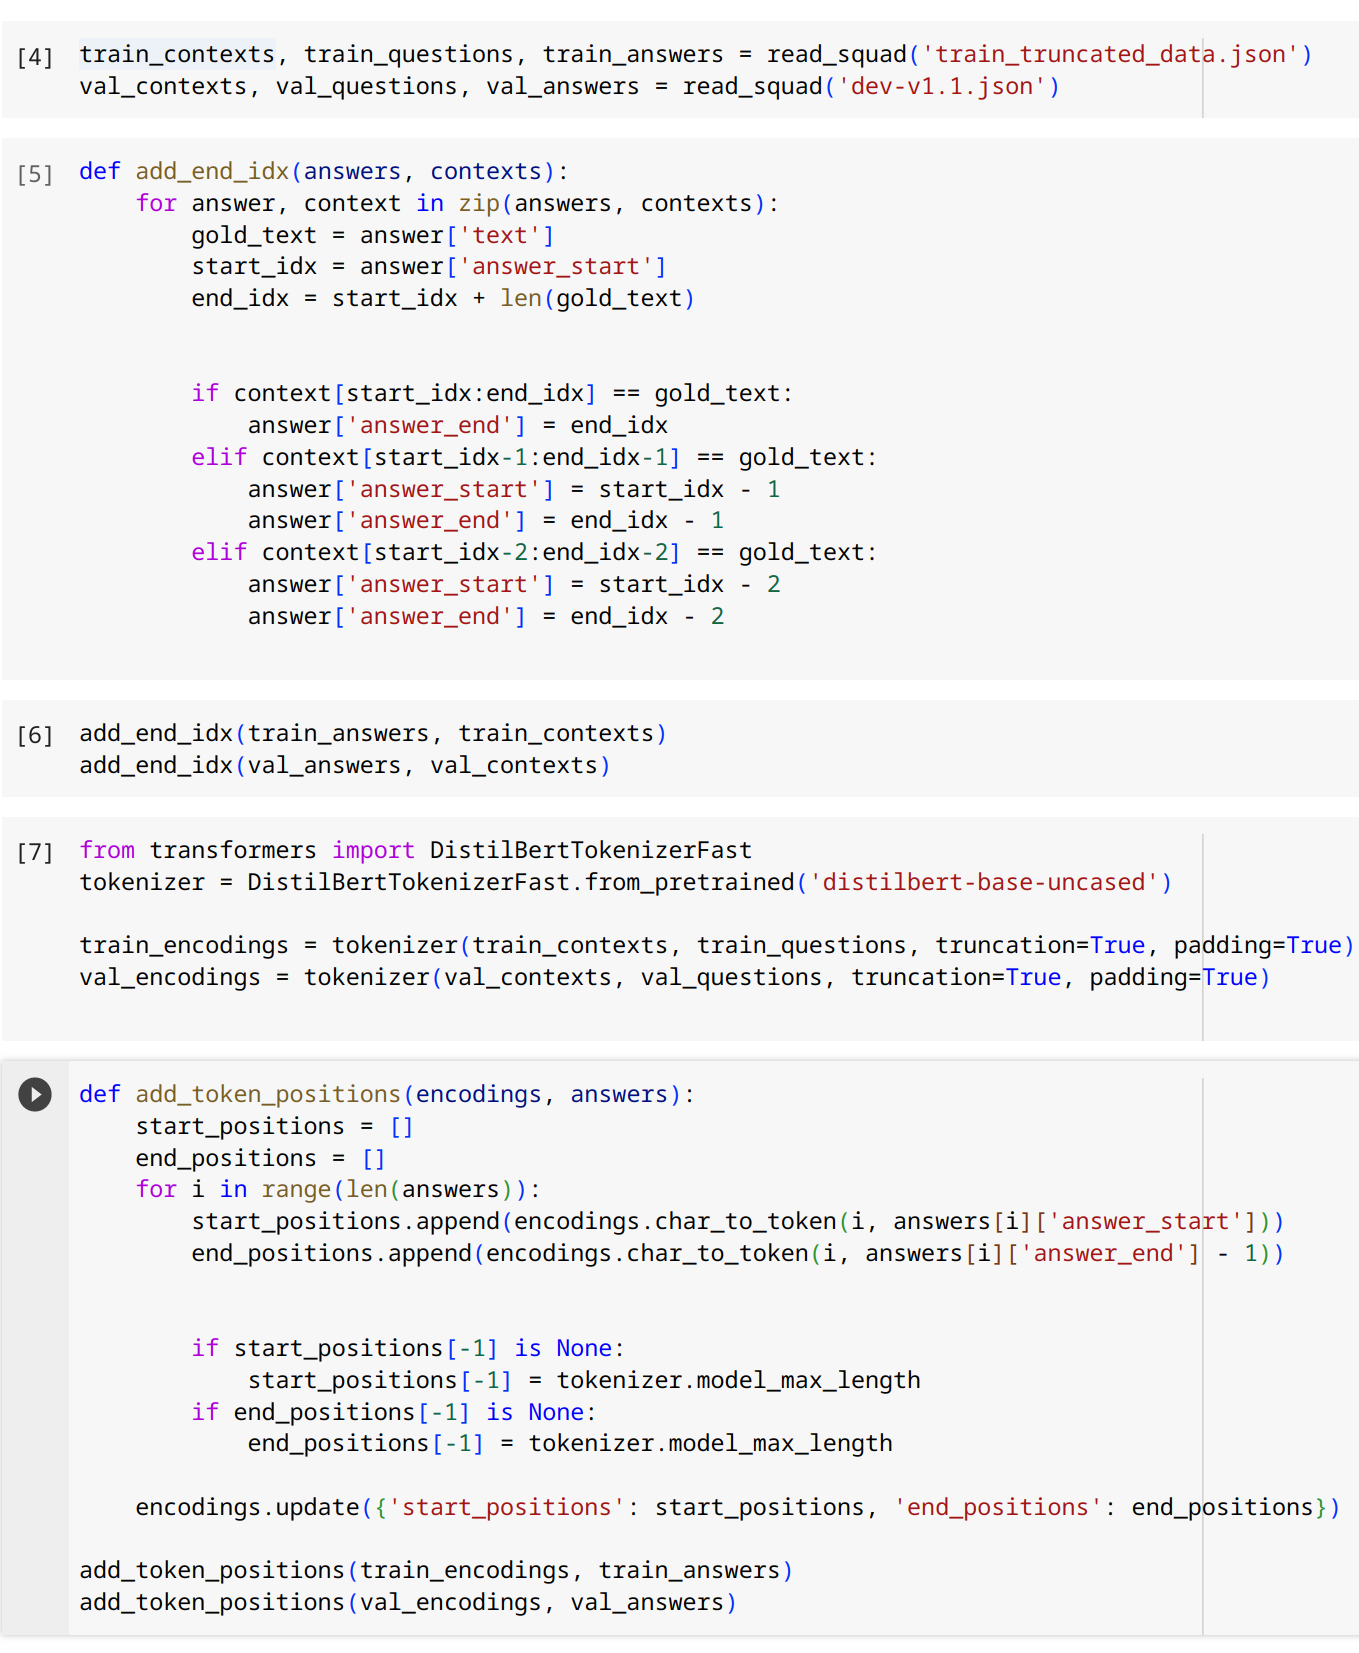 [4] train_contexts, train_questions, train_answers = read_squad('train_truncated_data.json')
val_contexts, val_questions, val_answers = read_squad('dev-v1.1.json')
[5] def add_end_idx(answers, contexts):
    for answer, context in zip(answers, contexts):
        gold_text = answer['text']
        start_idx = answer['answer_start']
        end_idx = start_idx + len(gold_text)
        if context[start_idx:end_idx] == gold_text:
            answer['answer_end'] = end_idx
        elif context[start_idx-1:end_idx-1] == gold_text:
            answer['answer_start'] = start_idx - 1
            answer['answer_end'] = end_idx - 1
        elif context[start_idx-2:end_idx-2] == gold_text:
            answer['answer_start'] = start_idx - 2
            answer['answer_end'] = end_idx - 2
[6] add_end_idx(train_answers, train_contexts)
add_end_idx(val_answers, val_contexts)
[7] from transformers import DistilBertTokenizerFast
tokenizer = DistilBertTokenizerFast.from_pretrained('distilbert-base-uncased')
train_encodings = tokenizer(train_contexts, train_questions, truncation=True, padding=True)
val_encodings = tokenizer(val_contexts, val_questions, truncation=True, padding=True)
def add_token_positions(encodings, answers):
    start_positions = []
    end_positions = []
    for i in range(len(answers)):
        start_positions.append(encodings.char_to_token(i, answers[i]['answer_start']))
        end_positions.append(encodings.char_to_token(i, answers[i]['answer_end'] - 1))
        if start_positions[-1] is None:
            start_positions[-1] = tokenizer.model_max_length
        if end_positions[-1] is None:
            end_positions[-1] = tokenizer.model_max_length
    encodings.update({'start_positions': start_positions, 'end_positions': end_positions})
add_token_positions(train_encodings, train_answers)
add_token_positions(val_encodings, val_answers)